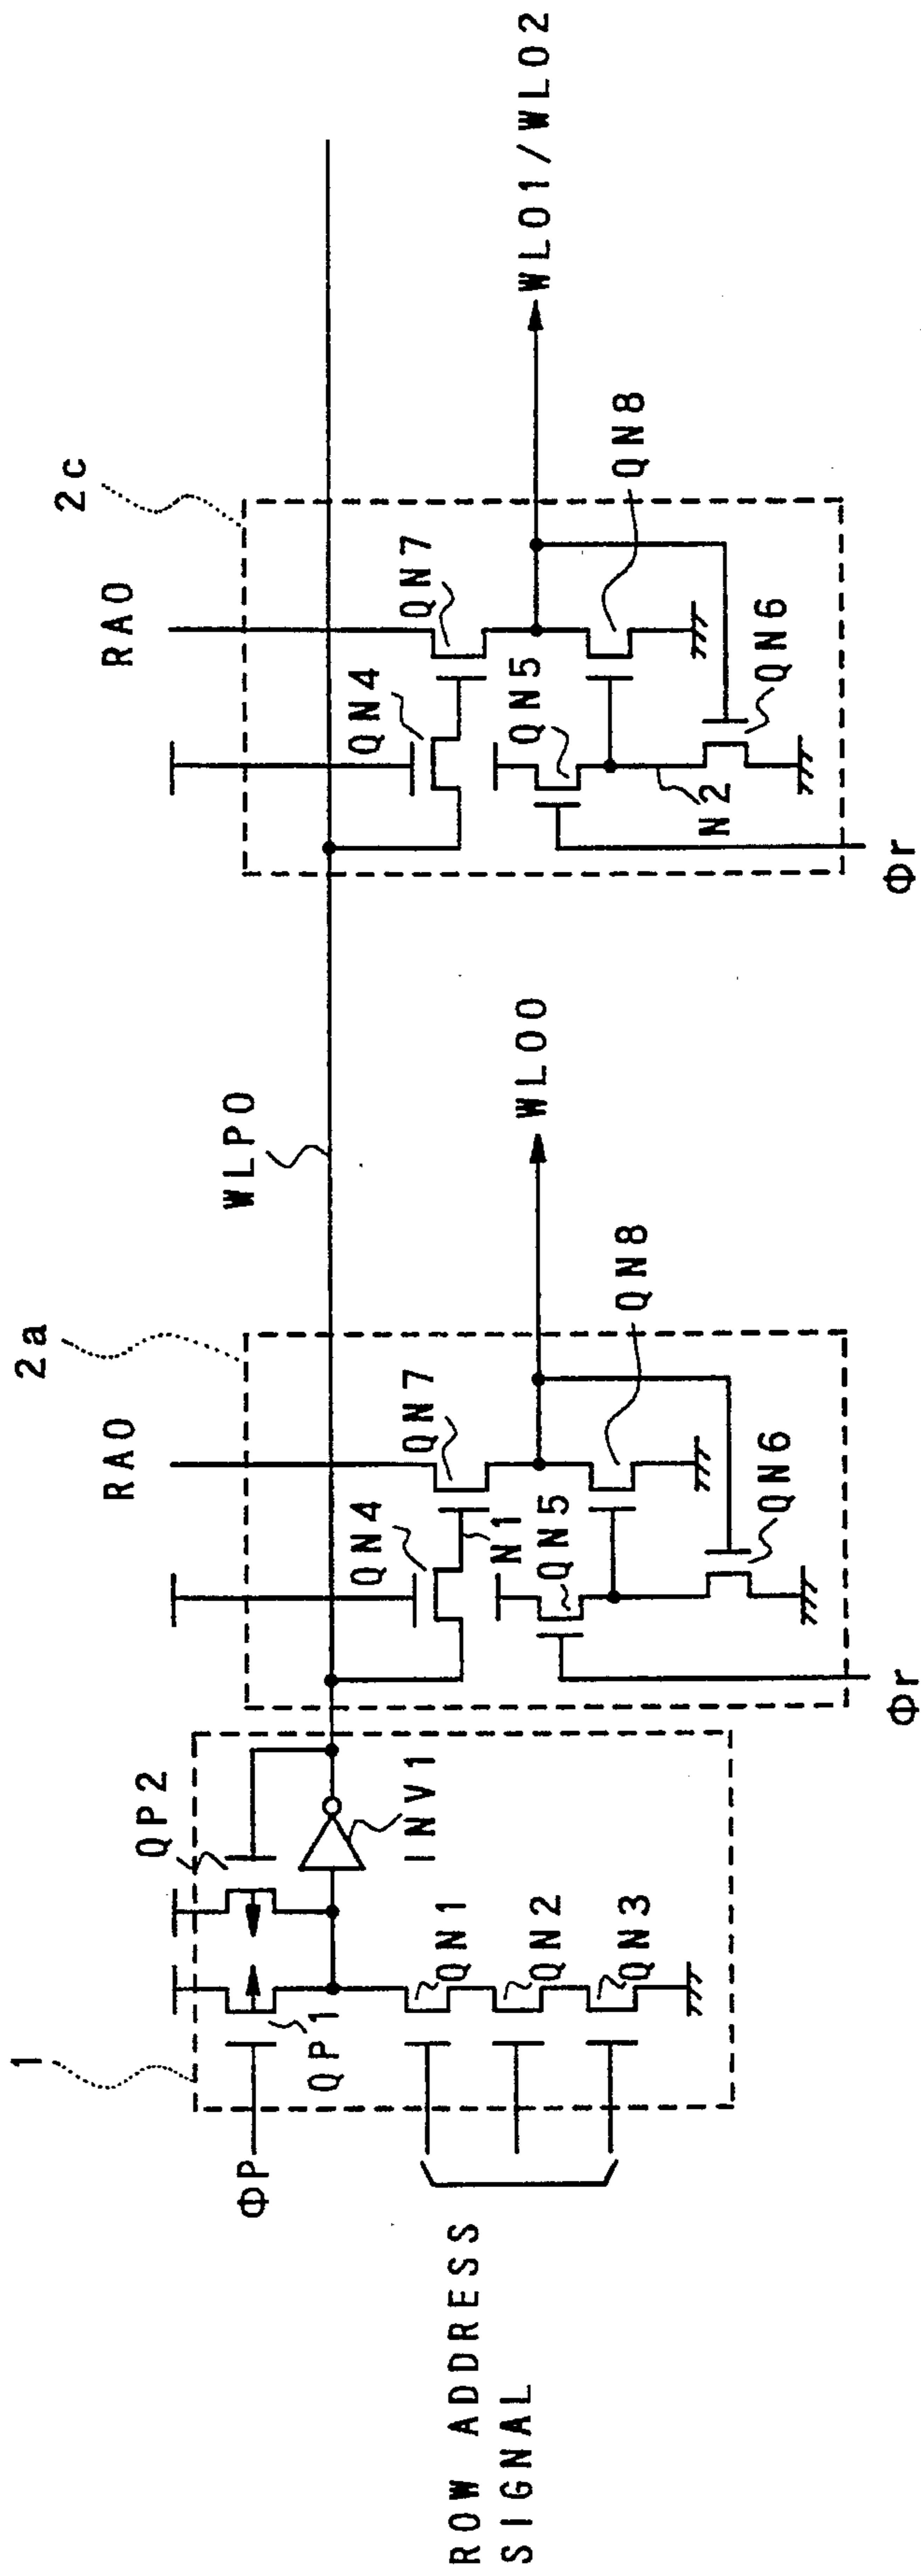 1
2a
2c
RA0
RA0
QP2
WLP0
ΦP
QP1
QN4
QN7
QN4
QN7
INV1
QN1
N1
ROW ADDRESS
SIGNAL
QN2
QN5
WL00
QN5
WL01/WL02
QN3
QN8
QN8
N2
QN6
QN6
Φr
Φr